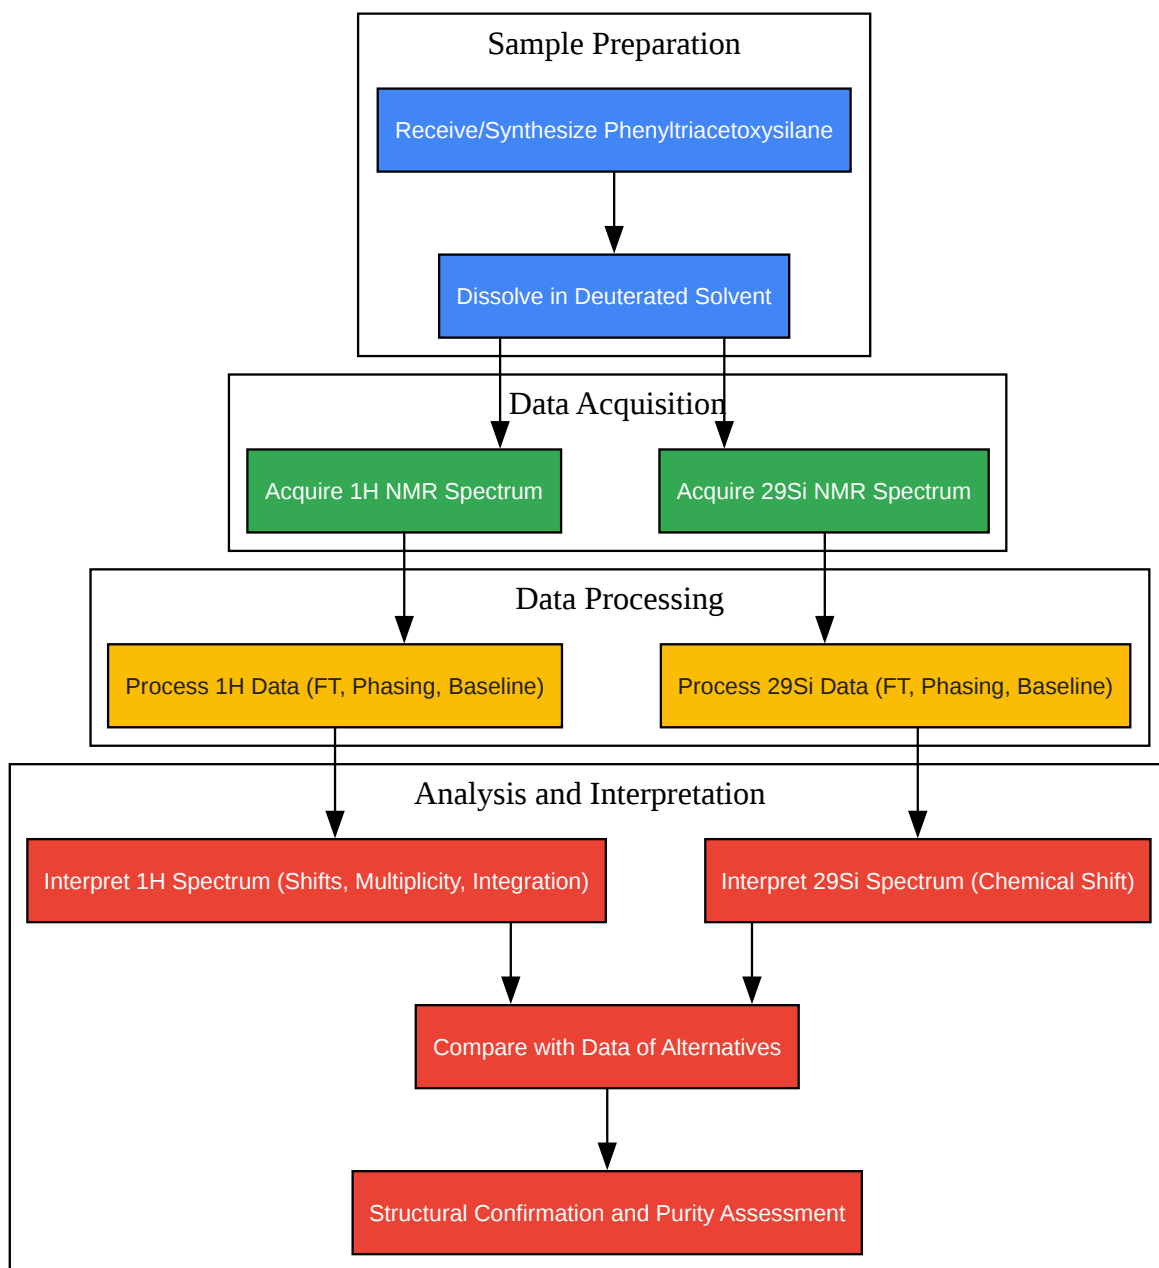 Sample Preparation
Receive/Synthesize Phenyltriacetoxysilane
Dissolve in Deuterated Solvent
Data Acquisition
Acquire 1H NMR Spectrum
Acquire 29Si NMR Spectrum
Data Processing
Process 1H Data (FT, Phasing, Baseline)
Process 29Si Data (FT, Phasing, Baseline)
Analysis and Interpretation
Interpret 1H Spectrum (Shifts, Multiplicity, Integration)
Interpret 29Si Spectrum (Chemical Shift)
Compare with Data of Alternatives
Structural Confirmation and Purity Assessment